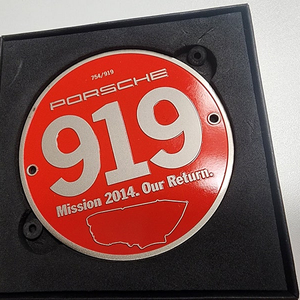 754/919
PORSCHE
919
Mission 2014. Our Return.